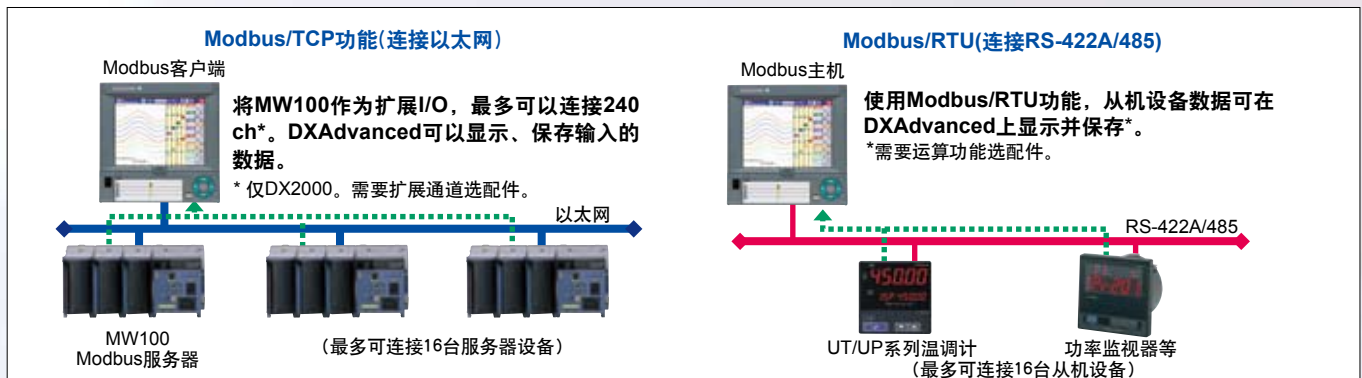 Modbus/TCP功能(连接以太网)
Modbus客户端
将MW100作为扩展I/O，最多可以连接240
ch*。DXAdvanced可以显示、保存输入的
数据。
* 仅DX2000。需要扩展通道选配件。
以太网
MW100
Modbus服务器
（最多可连接16台服务器设备）
Modbus/RTU(连接RS-422A/485)
Modbus主机
使用Modbus/RTU功能，从机设备数据可在
DXAdvanced上显示并保存*。
*需要运算功能选配件。
RS-422A/485
450.00
UT/UP系列温调计
功率监视器等
（最多可连接16台从机设备）